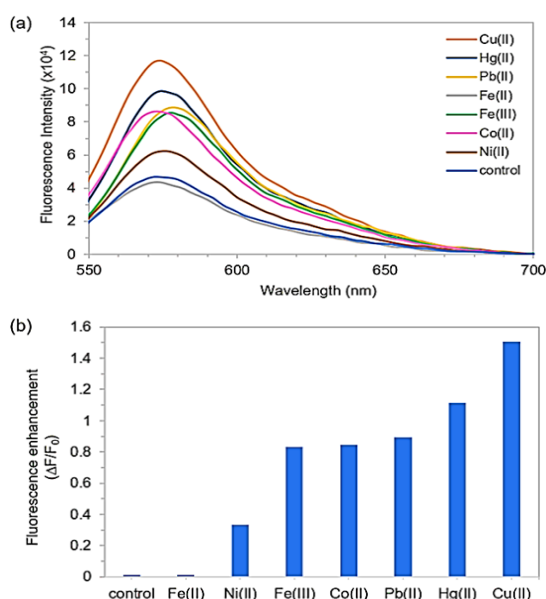 (a)
Fluorescence Intensity (x10⁴)
14
12
10
8
6
4
2
0
Cu(II)
Hg(II)
Pb(II)
Fe(II)
Fe(III)
Co(II)
Ni(II)
control
550 600 650 700
Wavelength (nm)
(b)
Fluorescence enhancement
(ΔF/F₀)
1.6
1.4
1.2
1
0.8
0.6
0.4
0.2
0
control Fe(II) Ni(II) Fe(III) Co(II) Pb(II) Hg(II) Cu(II)